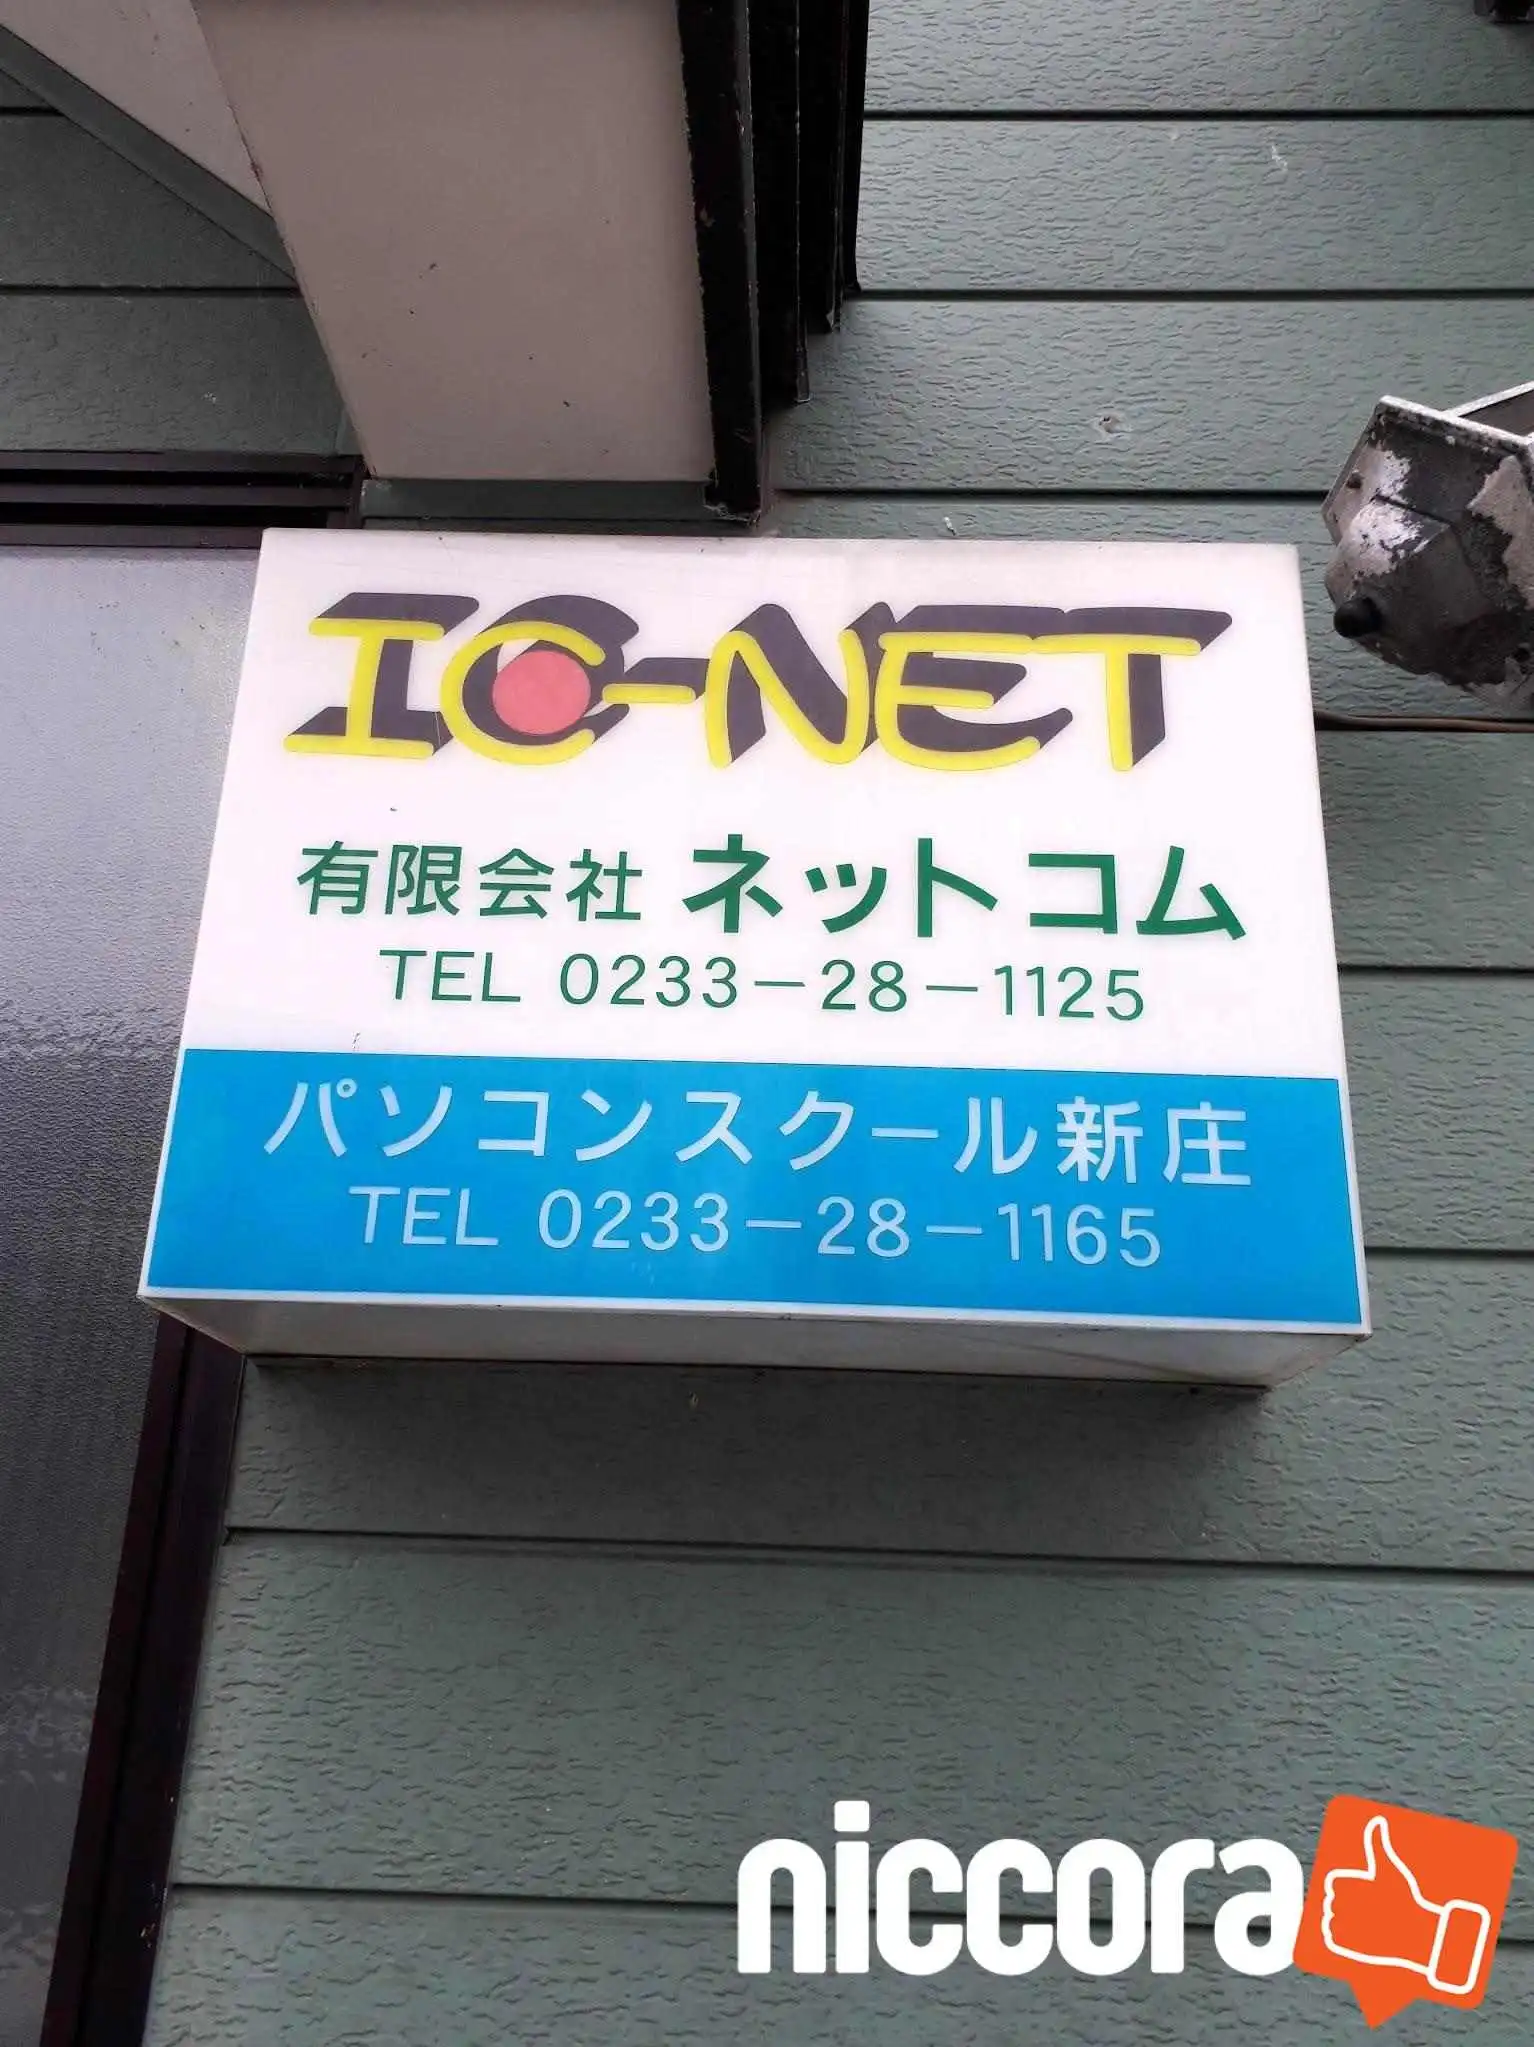 IC-NET
有限会社 ネットコム
TEL 0233-28-1125
パソコンスクール新庄
TEL 0233-28-1165
niccora